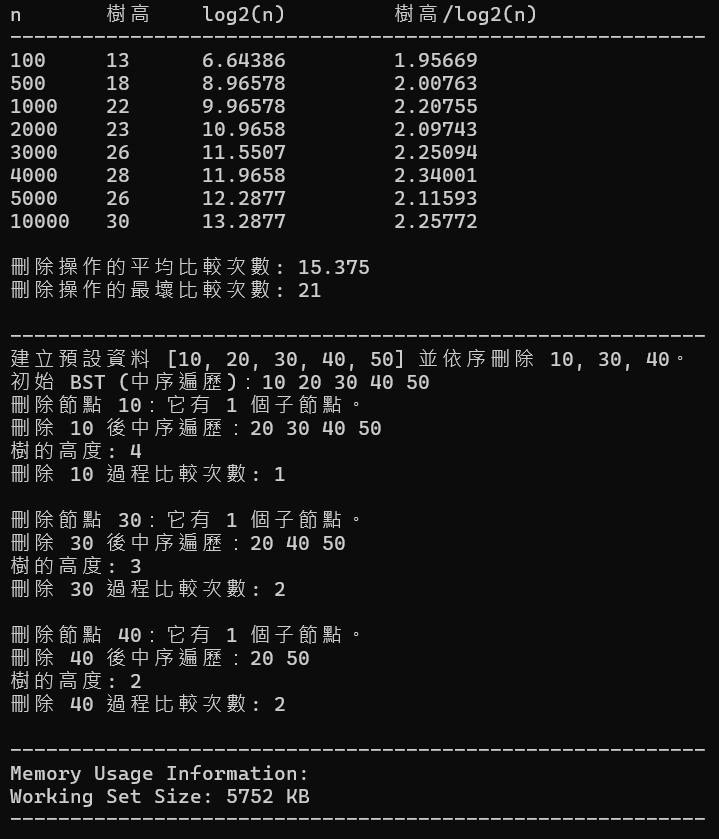 n 樹高 log2(n) 樹高/log2(n)
----------------------------------------------------------
100 13 6.64386 1.95669
500 18 8.96578 2.00763
1000 22 9.96578 2.20755
2000 23 10.9658 2.09743
3000 26 11.5507 2.25094
4000 28 11.9658 2.34001
5000 26 12.2877 2.11593
10000 30 13.2877 2.25772
刪除操作的平均比較次數: 15.375
刪除操作的最壞比較次數: 21
----------------------------------------------------------
建立預設資料 [10, 20, 30, 40, 50] 並依序刪除 10, 30, 40。
初始 BST (中序遍歷)：10 20 30 40 50
刪除節點 10：它有 1 個子節點。
刪除 10 後中序遍歷：20 30 40 50
樹的高度: 4
刪除 10 過程比較次數: 1
刪除節點 30：它有 1 個子節點。
刪除 30 後中序遍歷：20 40 50
樹的高度: 3
刪除 30 過程比較次數: 2
刪除節點 40：它有 1 個子節點。
刪除 40 後中序遍歷：20 50
樹的高度: 2
刪除 40 過程比較次數: 2
----------------------------------------------------------
Memory Usage Information:
Working Set Size: 5752 KB
----------------------------------------------------------